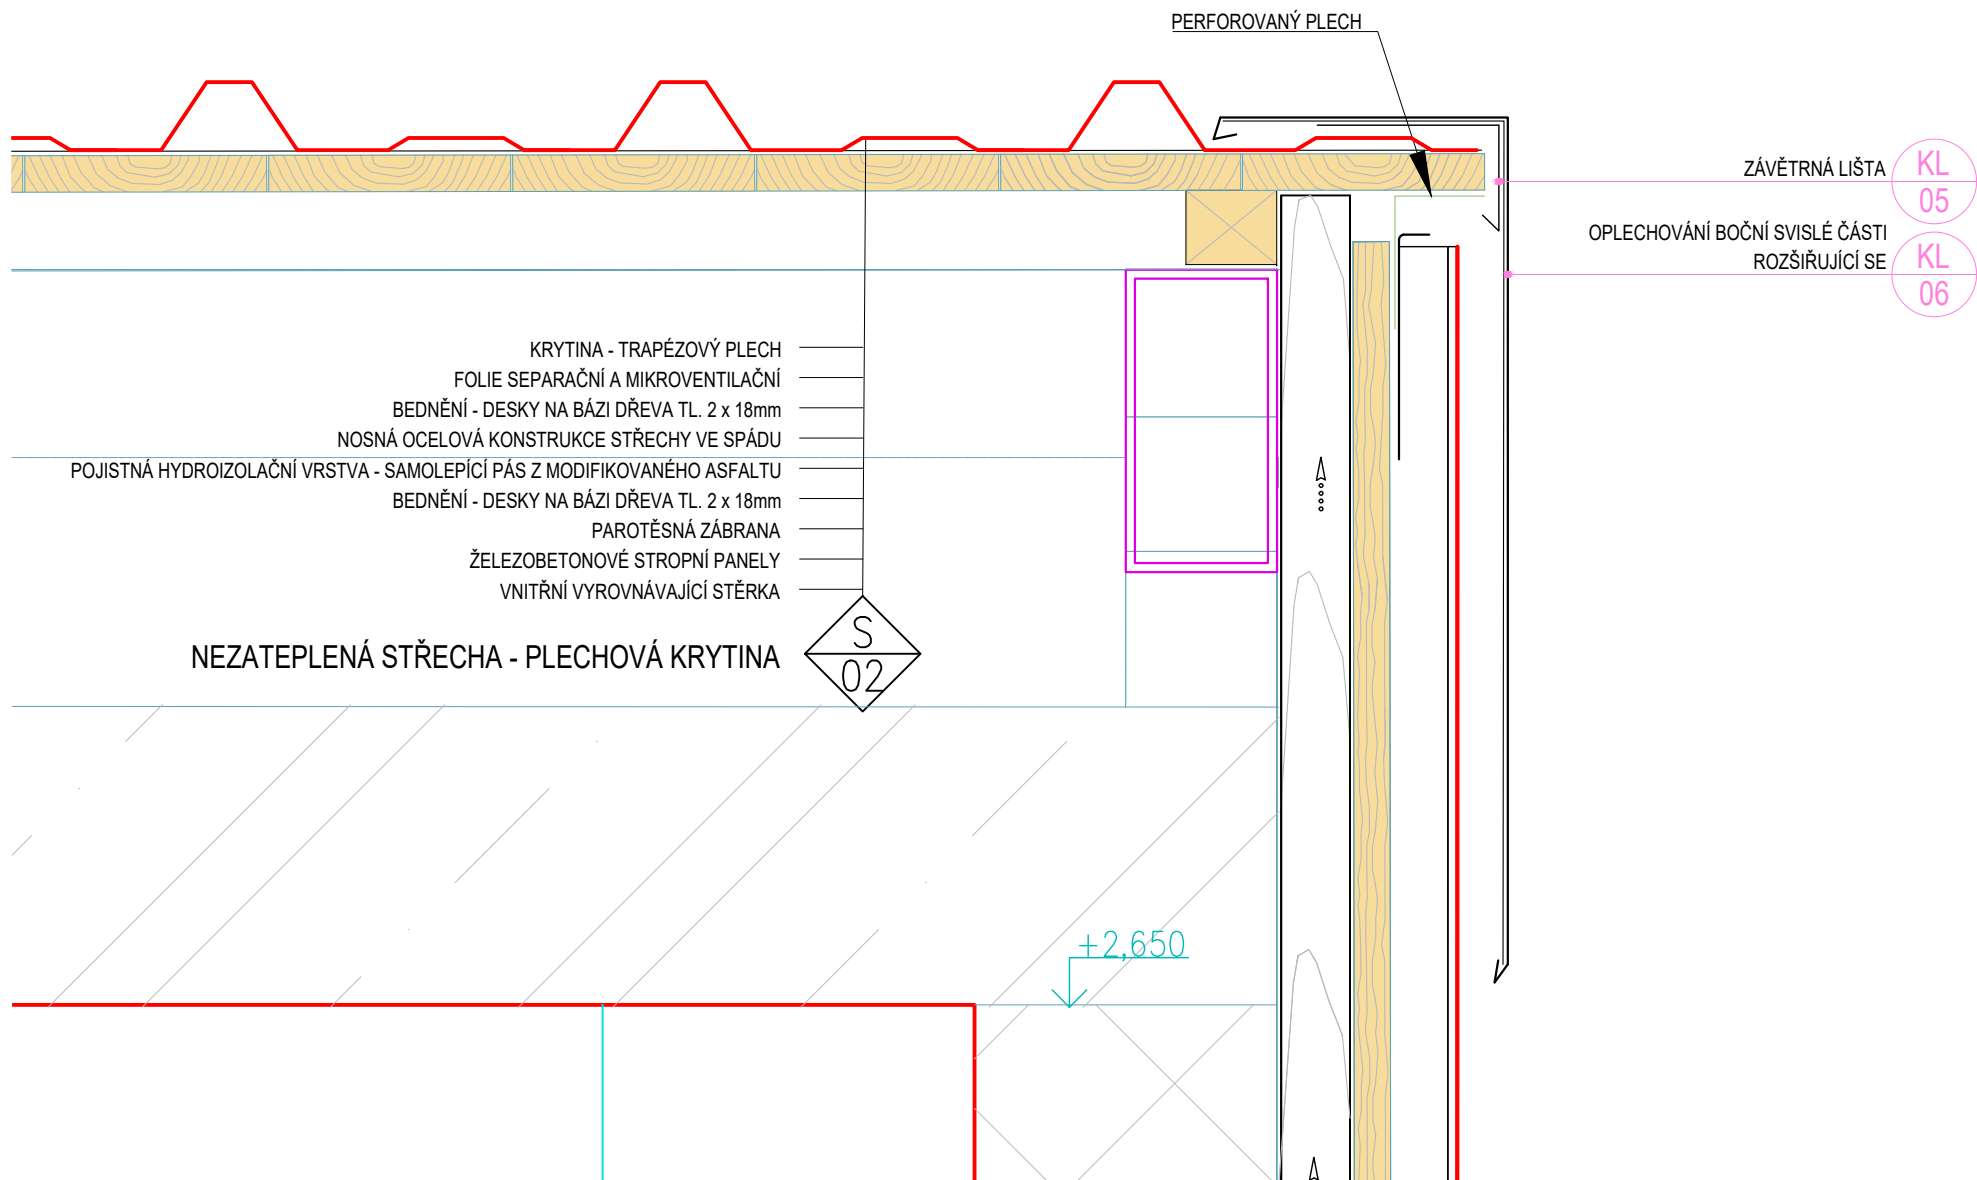 PERFOROVANÝ PLECH
ZÁVĚTRNÁ LIŠTA
KL
05
OPLECHOVÁNÍ BOČNÍ SVISLÉ ČÁSTI
ROZŠIŘUJÍCÍ SE
KL
06
KRYTINA - TRAPÉZOVÝ PLECH
FOLIE SEPARAČNÍ A MIKROVENTILAČNÍ
BEDNĚNÍ - DESKY NA BÁZI DŘEVA TL. 2 x 18mm
NOSNÁ OCELOVÁ KONSTRUKCE STŘECHY VE SPÁDU
POJISTNÁ HYDROIZOLAČNÍ VRSTVA - SAMOLEPÍCÍ PÁS Z MODIFIKOVANÉHO ASFALTU
BEDNĚNÍ - DESKY NA BÁZI DŘEVA TL. 2 x 18mm
PAROTĚSNÁ ZÁBRANA
ŽELEZOBETONOVÉ STROPNÍ PANELY
VNITŘNÍ VYROVNÁVAJÍCÍ STĚRKA
NEZATEPLENÁ STŘECHA - PLECHOVÁ KRYTINA
S
02
+2,650